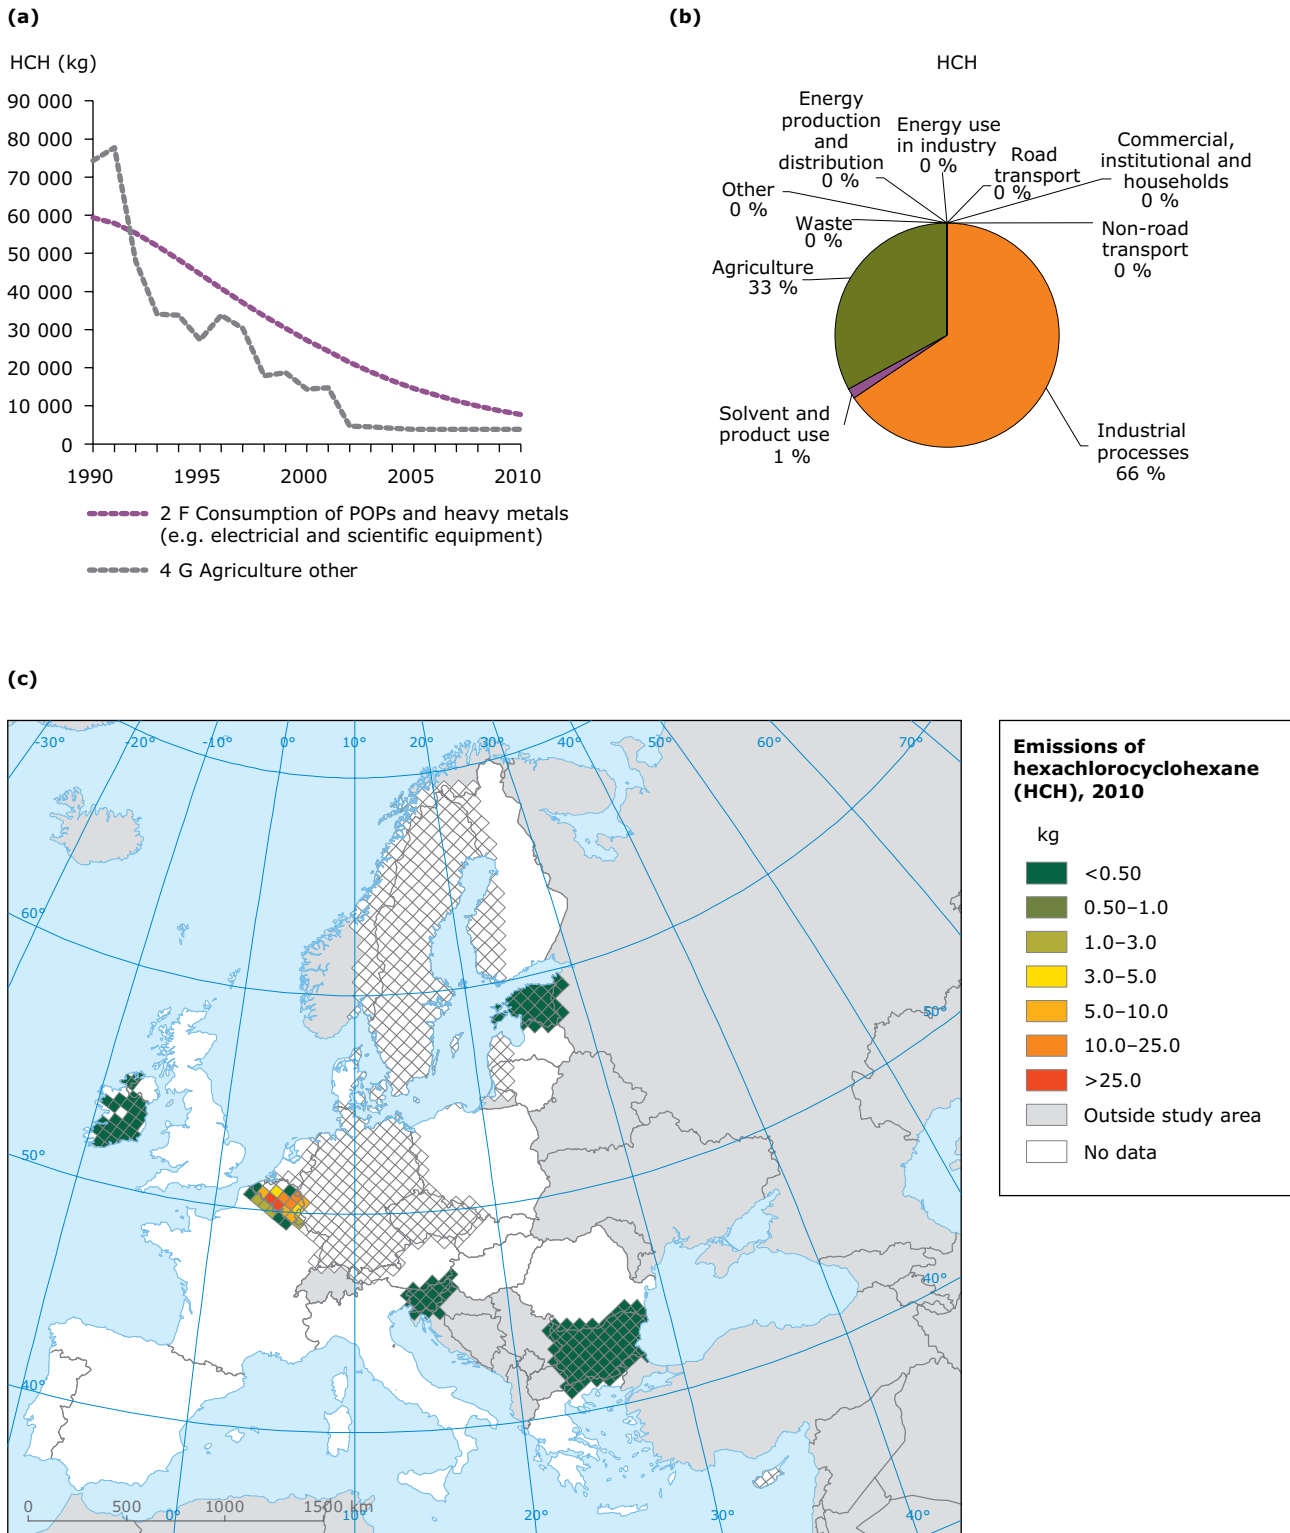 (a)
HCH (kg)
90 000
80 000
70 000
60 000
50 000
40 000
30 000
20 000
10 000
0
1990 1995 2000 2005 2010
2 F Consumption of POPs and heavy metals
(e.g. electricial and scientific equipment)
4 G Agriculture other
(b)
HCH
Energy
production
and
distribution
0 %
Energy use
in industry
0 %
Road
transport
0 %
Commercial,
institutional and
households
0 %
Other
0 %
Waste
0 %
Non-road
transport
0 %
Agriculture
33 %
Solvent and
product use
1 %
Industrial
processes
66 %
(c)
-30° -20° -10° 0° 10° 20° 30° 40° 50° 60° 70°
60°
50°
50°
40°
40°
0 500 1000 1500 km
0° 10° 20° 30° 40°
Emissions of
hexachlorocyclohexane
(HCH), 2010
kg
<0.50
0.50–1.0
1.0–3.0
3.0–5.0
5.0–10.0
10.0–25.0
>25.0
Outside study area
No data